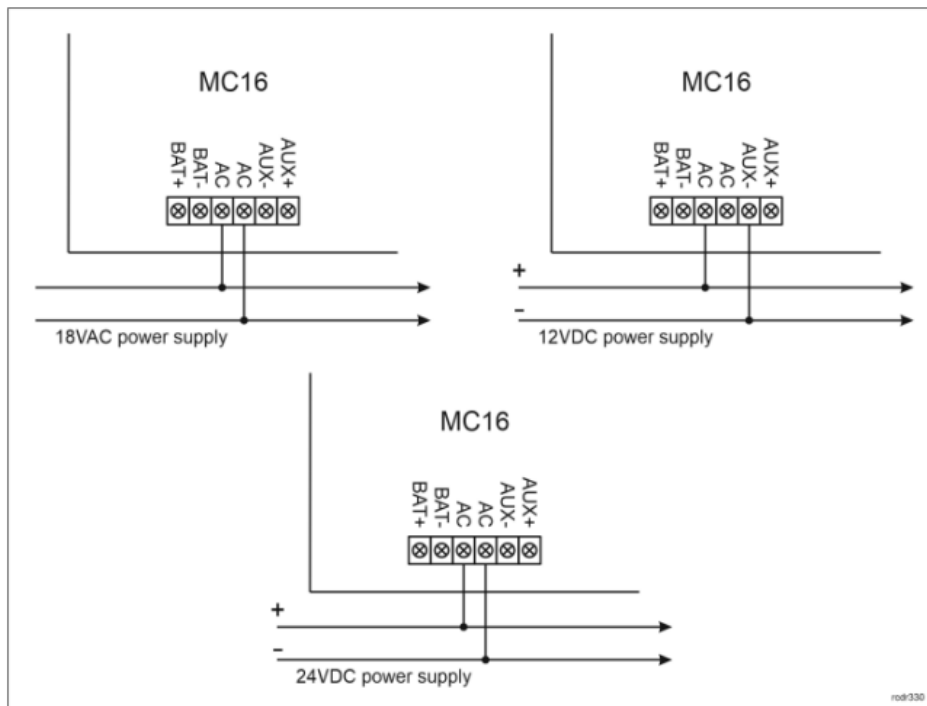 MC16
BAT+ BAT- AC AC AUX- AUX+
18VAC power supply
MC16
BAT+ BAT- AC AC AUX- AUX+
+
-
12VDC power supply
MC16
BAT+ BAT- AC AC AUX- AUX+
+
-
24VDC power supply
rodr330